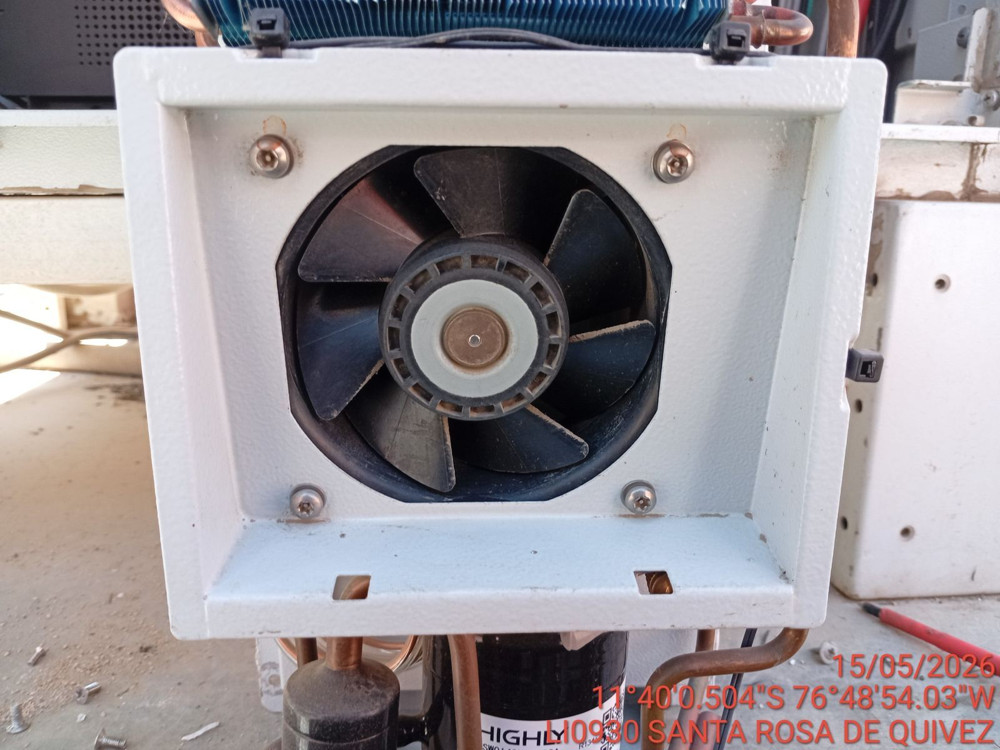 15/05/2026
11°40'0.504"S 76°48'54.03"W
LI0930 SANTA ROSA DE QUIVEZ
HIGHLY